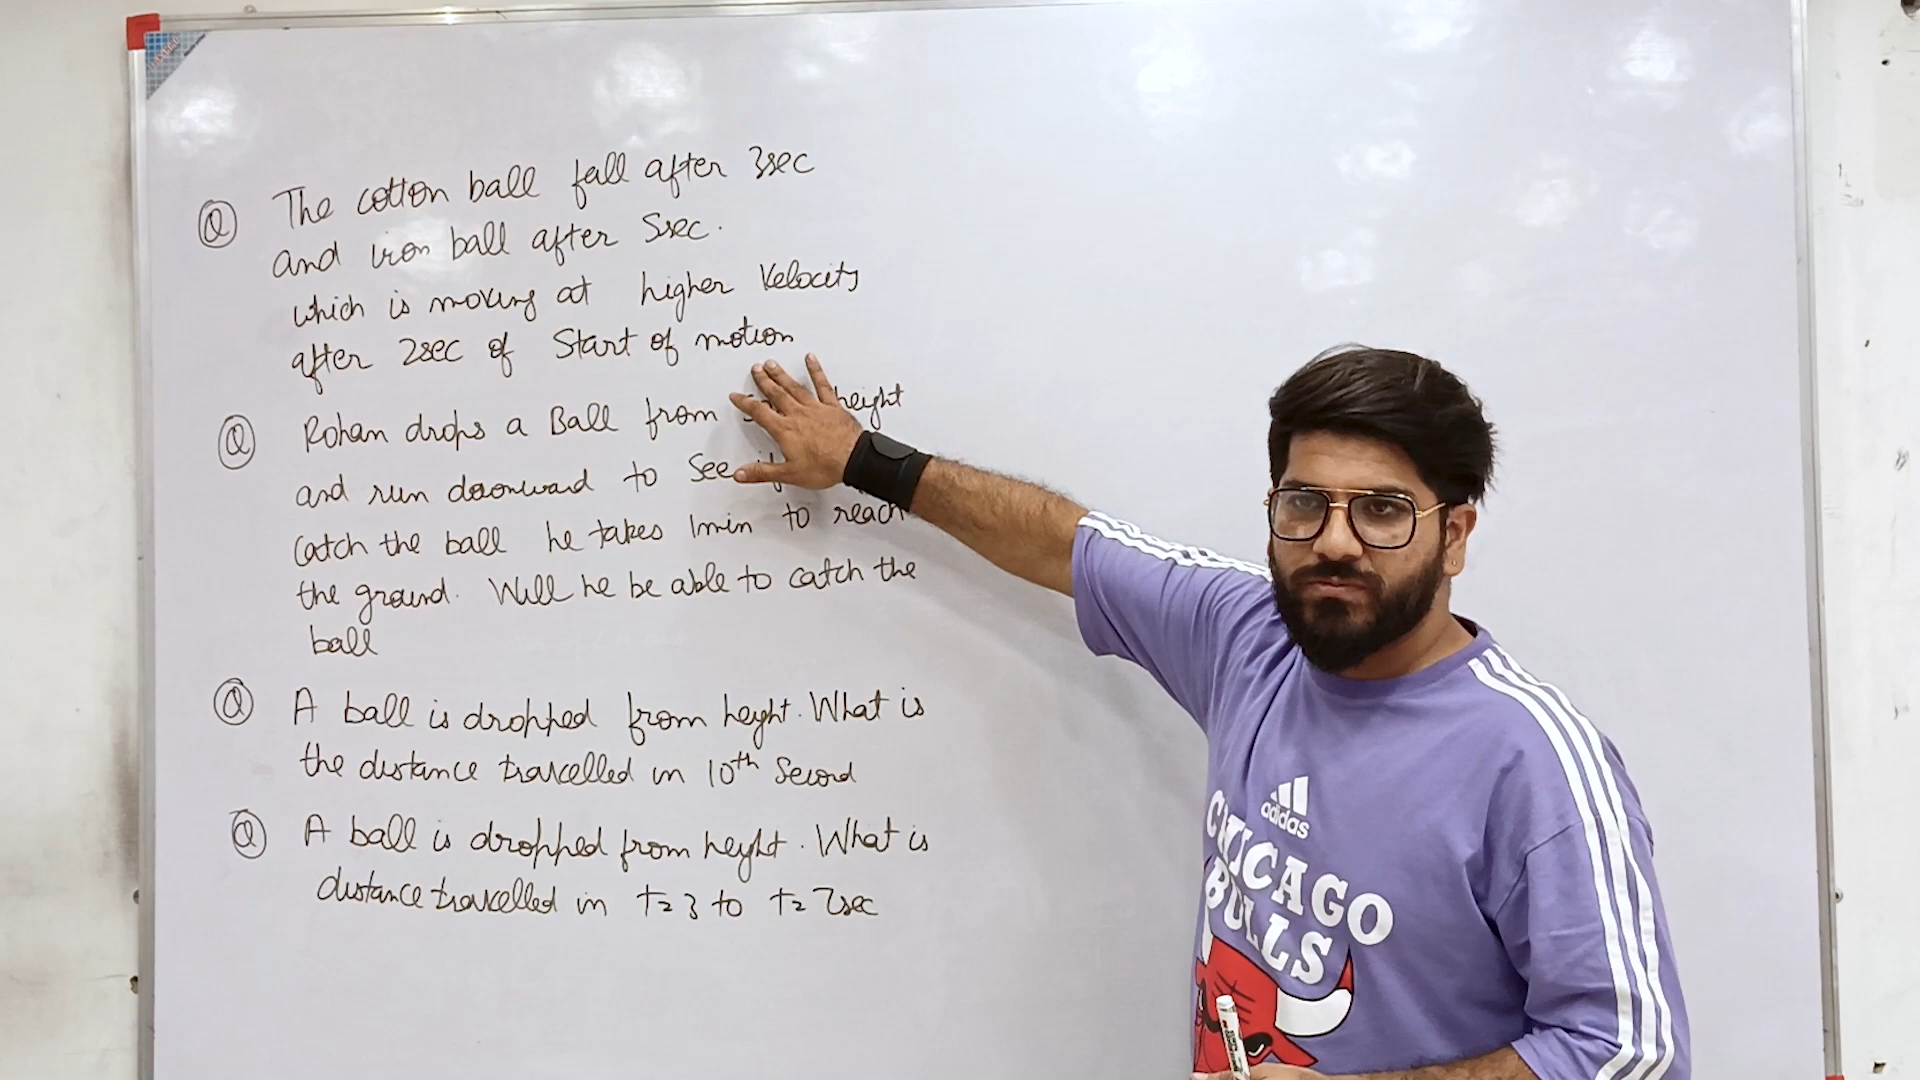 Q The cotton ball fall after 3sec
and iron ball after 5sec.
which is moving at higher velocity
after 2sec of Start of motion
Q Rohan drops a Ball from height
and run downward to See if
catch the ball he takes 1min to reach
the ground. Will he be able to catch the
ball
Q A ball is dropped from height. What is
the distance travelled in 10th Second
Q A ball is dropped from height. What is
distance travelled in t=3 to t=7sec
adidas
CHICAGO
BULLS